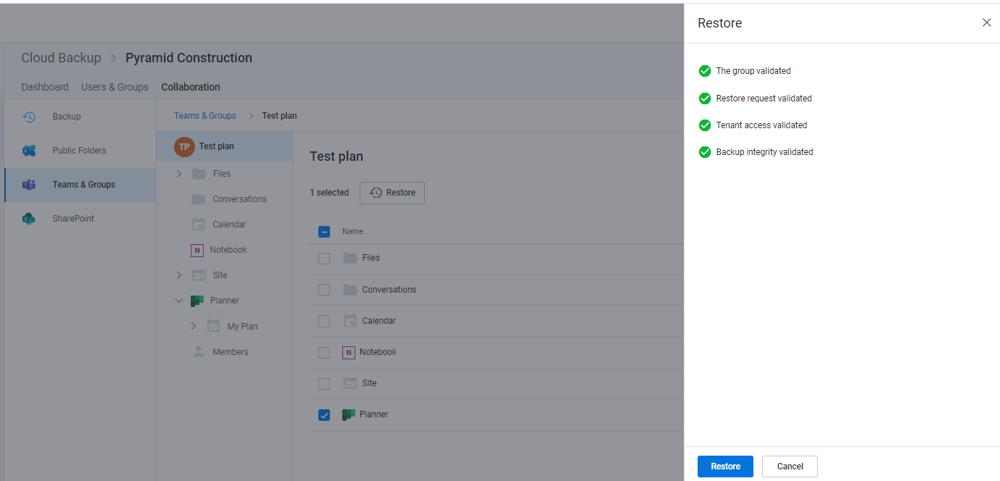 Restore
Cloud Backup > Pyramid Construction
Dashboard Users & Groups Collaboration
Backup
Public Folders
Teams & Groups
SharePoint
Teams & Groups > Test plan
TP Test plan
Files
Conversations
Calendar
N Notebook
Site
Planner
My Plan
Members
Test plan
1 selected Restore
Name
Files
Conversations
Calendar
N Notebook
Site
Planner
The group validated
Restore request validated
Tenant access validated
Backup integrity validated
Restore Cancel